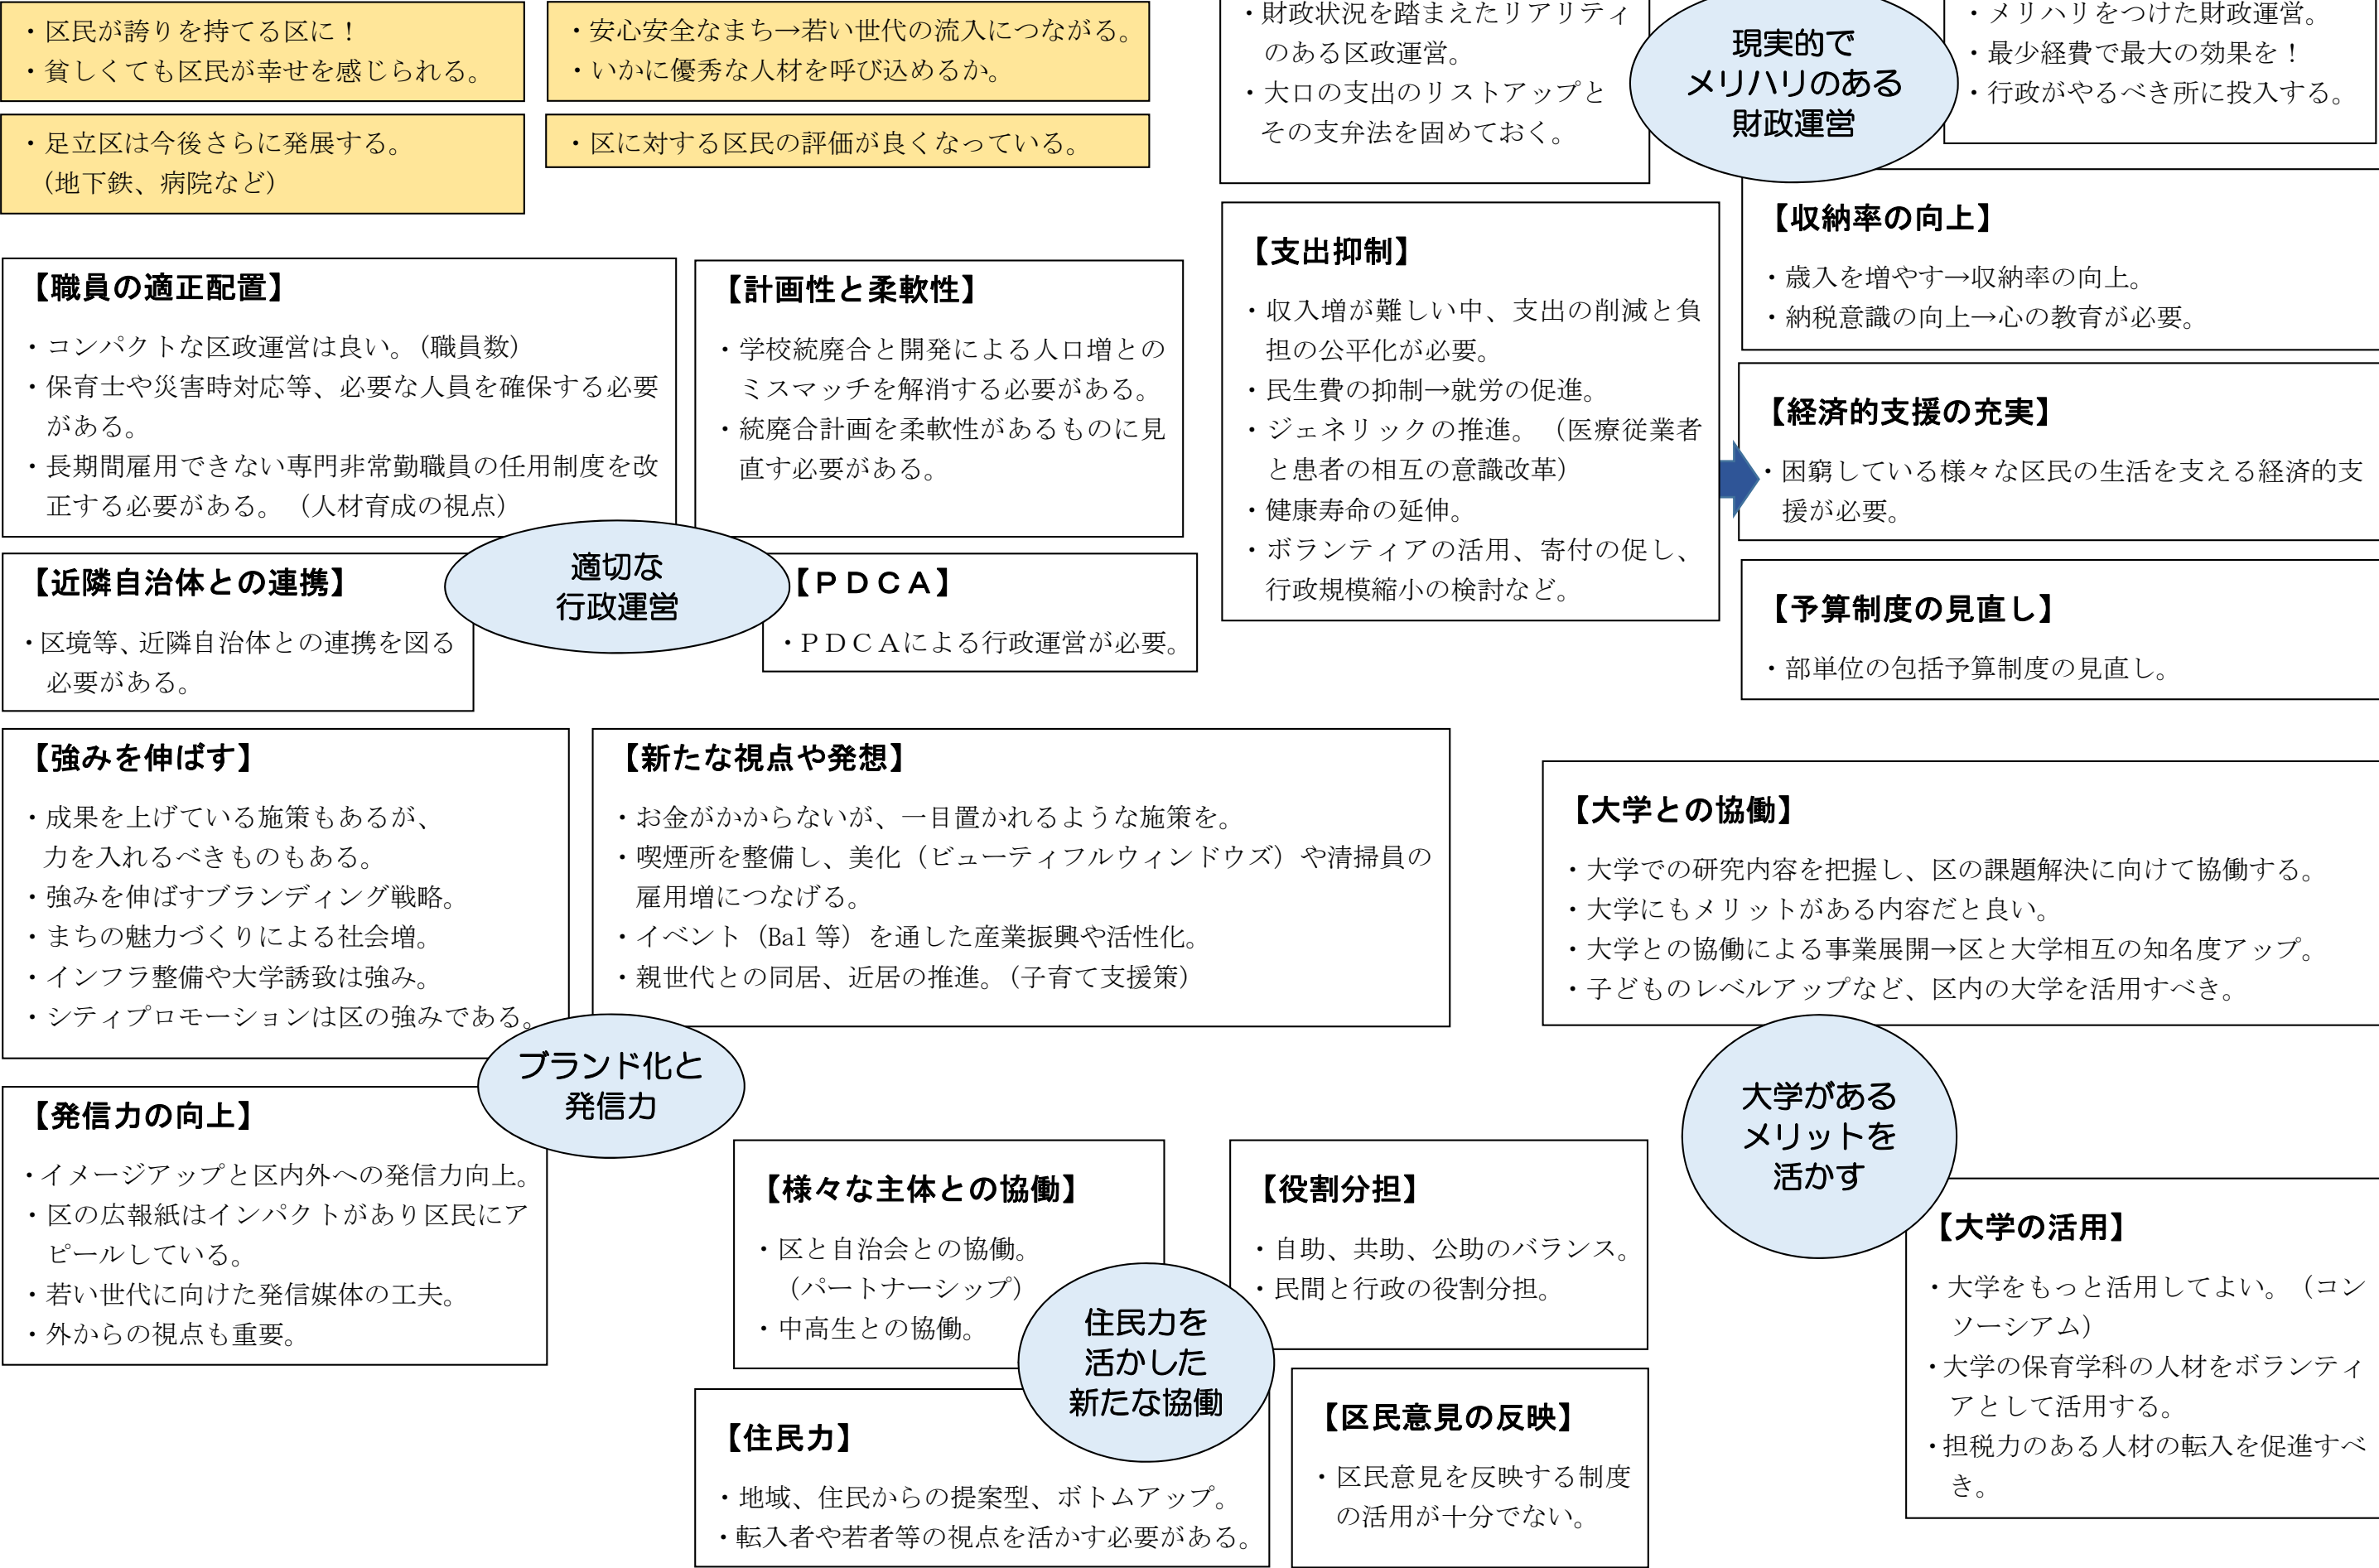 ・区民が誇りを持てる区に！
・貧しくても区民が幸せを感じられる。
・安心安全なまち→若い世代の流入につながる。
・いかに優秀な人材を呼び込めるか。
・足立区は今後さらに発展する。
（地下鉄、病院など）
・区に対する区民の評価が良くなっている。
・財政状況を踏まえたリアリティ
のある区政運営。
・大口の支出のリストアップと
その支弁法を固めておく。
現実的で
メリハリのある
財政運営
・メリハリをつけた財政運営。
・最少経費で最大の効果を！
・行政がやるべき所に投入する。
【職員の適正配置】
・コンパクトな区政運営は良い。（職員数）
・保育士や災害時対応等、必要な人員を確保する必要
がある。
・長期間雇用できない専門非常勤職員の任用制度を改
正する必要がある。（人材育成の視点）
【計画性と柔軟性】
・学校統廃合と開発による人口増との
ミスマッチを解消する必要がある。
・統廃合計画を柔軟性があるものに見
直す必要がある。
適切な
行政運営
【近隣自治体との連携】
・区境等、近隣自治体との連携を図る
必要がある。
【ＰＤＣＡ】
・ＰＤＣＡによる行政運営が必要。
【支出抑制】
・収入増が難しい中、支出の削減と負
担の公平化が必要。
・民生費の抑制→就労の促進。
・ジェネリックの推進。（医療従業者
と患者の相互の意識改革）
・健康寿命の延伸。
・ボランティアの活用、寄付の促し、
行政規模縮小の検討など。
【収納率の向上】
・歳入を増やす→収納率の向上。
・納税意識の向上→心の教育が必要。
【経済的支援の充実】
・困窮している様々な区民の生活を支える経済的支
援が必要。
【予算制度の見直し】
・部単位の包括予算制度の見直し。
【強みを伸ばす】
・成果を上げている施策もあるが、
力を入れるべきものもある。
・強みを伸ばすブランディング戦略。
・まちの魅力づくりによる社会増。
・インフラ整備や大学誘致は強み。
・シティプロモーションは区の強みである。
【新たな視点や発想】
・お金がかからないが、一目置かれるような施策を。
・喫煙所を整備し、美化（ビューティフルウィンドウズ）や清掃員の
雇用増につなげる。
・イベント（Bal 等）を通した産業振興や活性化。
・親世代との同居、近居の推進。（子育て支援策）
ブランド化と
発信力
【発信力の向上】
・イメージアップと区内外への発信力向上。
・区の広報紙はインパクトがあり区民にア
ピールしている。
・若い世代に向けた発信媒体の工夫。
・外からの視点も重要。
【大学との協働】
・大学での研究内容を把握し、区の課題解決に向けて協働する。
・大学にもメリットがある内容だと良い。
・大学との協働による事業展開→区と大学相互の知名度アップ。
・子どものレベルアップなど、区内の大学を活用すべき。
大学がある
メリットを
活かす
【大学の活用】
・大学をもっと活用してよい。（コン
ソーシアム）
・大学の保育学科の人材をボランティ
アとして活用する。
・担税力のある人材の転入を促進すべ
き。
【様々な主体との協働】
・区と自治会との協働。
（パートナーシップ）
・中高生との協働。
【役割分担】
・自助、共助、公助のバランス。
・民間と行政の役割分担。
住民力を
活かした
新たな協働
【住民力】
・地域、住民からの提案型、ボトムアップ。
・転入者や若者等の視点を活かす必要がある。
【区民意見の反映】
・区民意見を反映する制度
の活用が十分でない。